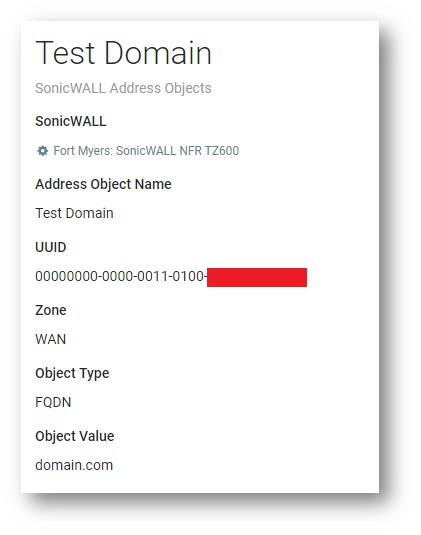 Test Domain
SonicWALL Address Objects
SonicWALL
Fort Myers: SonicWALL NFR TZ600
Address Object Name
Test Domain
UUID
00000000-0000-0011-0100-
Zone
WAN
Object Type
FQDN
Object Value
domain.com